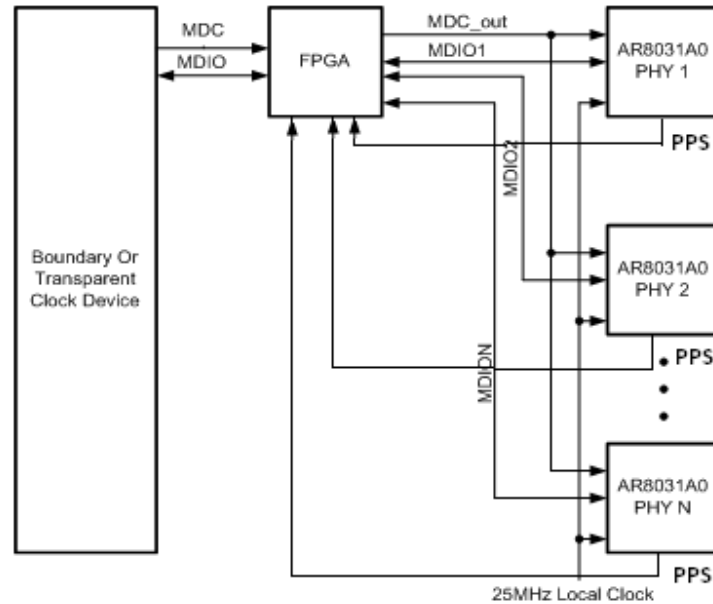 MDC
MDIO
FPGA
MDC_out
MDIO1
AR8031A0
PHY 1
PPS
MDIO2
Boundary Or
Transparent
Clock Device
AR8031A0
PHY 2
PPS
MDION
AR8031A0
PHY N
PPS
25MHz Local Clock